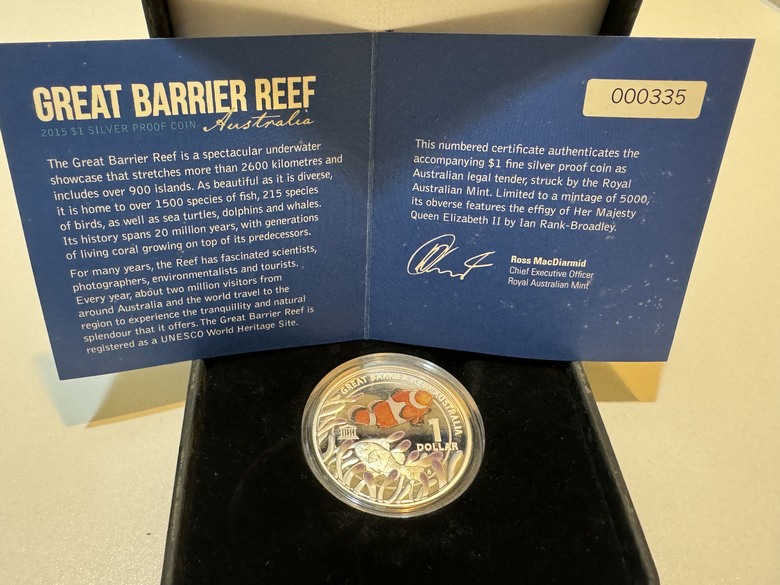 GREAT BARRIER REEF
2015 $1 SILVER PROOF COIN Australia
The Great Barrier Reef is a spectacular underwater
showcase that stretches more than 2600 kilometres and
includes over 900 islands. As beautiful as it is diverse,
it is home to over 1500 species of fish, 215 species
of birds, as well as sea turtles, dolphins and whales.
Its history spans 20 million years, with generations
of living coral growing on top of its predecessors.
For many years, the Reef has fascinated scientists,
photographers, environmentalists and tourists.
Every year, about two million visitors from
around Australia and the world travel to the
region to experience the tranquillity and natural
splendour that it offers. The Great Barrier Reef is
registered as a UNESCO World Heritage Site.
000335
This numbered certificate authenticates the
accompanying $1 fine silver proof coin as
Australian legal tender, struck by the Royal
Australian Mint. Limited to a mintage of 5000,
its obverse features the effigy of Her Majesty
Queen Elizabeth II by Ian Rank-Broadley.
Ross MacDiarmid
Chief Executive Officer
Royal Australian Mint
GREAT BARRIER REEF, AUSTRALIA
1
DOLLAR